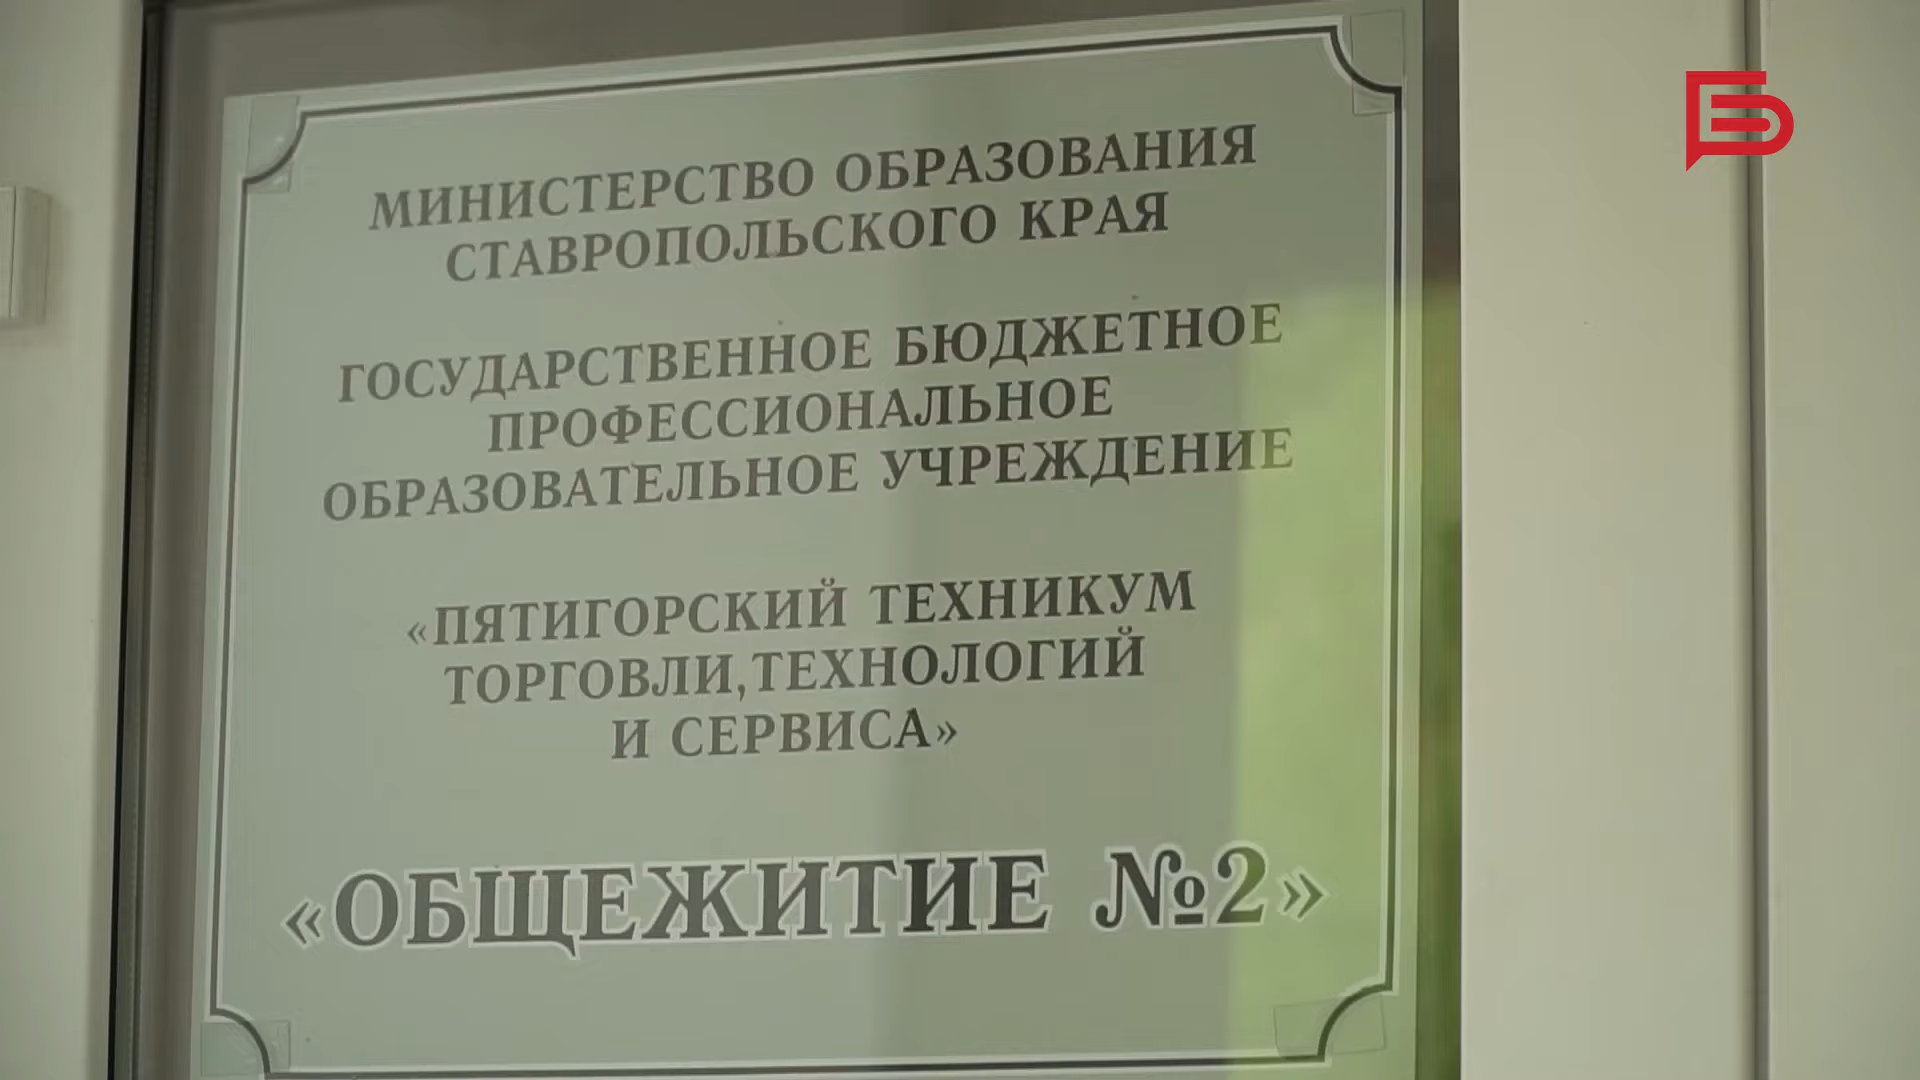 МИНИСТЕРСТВО ОБРАЗОВАНИЯ
СТАВРОПОЛЬСКОГО КРАЯ
ГОСУДАРСТВЕННОЕ БЮДЖЕТНОЕ
ПРОФЕССИОНАЛЬНОЕ
ОБРАЗОВАТЕЛЬНОЕ УЧРЕЖДЕНИЕ
«ПЯТИГОРСКИЙ ТЕХНИКУМ
ТОРГОВЛИ,ТЕХНОЛОГИЙ
И СЕРВИСА»
«ОБЩЕЖИТИЕ №2»